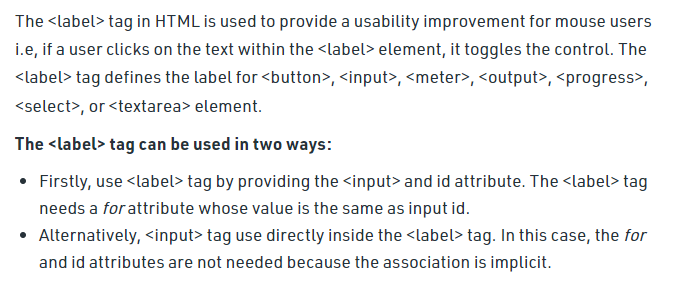 The <label> tag in HTML is used to provide a usability improvement for mouse users
i.e, if a user clicks on the text within the <label> element, it toggles the control. The
<label> tag defines the label for <button>, <input>, <meter>, <output>, <progress>,
<select>, or <textarea> element.
The <label> tag can be used in two ways:
• Firstly, use <label> tag by providing the <input> and id attribute. The <label> tag
needs a for attribute whose value is the same as input id.
• Alternatively, <input> tag use directly inside the <label> tag. In this case, the for
and id attributes are not needed because the association is implicit.